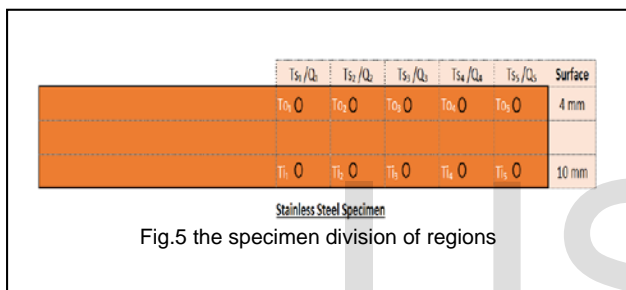 Ts₁/Q₁ Ts₂/Q₂ Ts₃/Q₃ Ts₄/Q₄ Ts₅/Q₅ Surface
To₁ O To₂ O To₃ O To₄ O To₅ O 4 mm
Ti₁ O Ti₂ O Ti₃ O Ti₄ O Ti₅ O 10 mm
Stainless Steel Specimen
Fig.5 the specimen division of regions